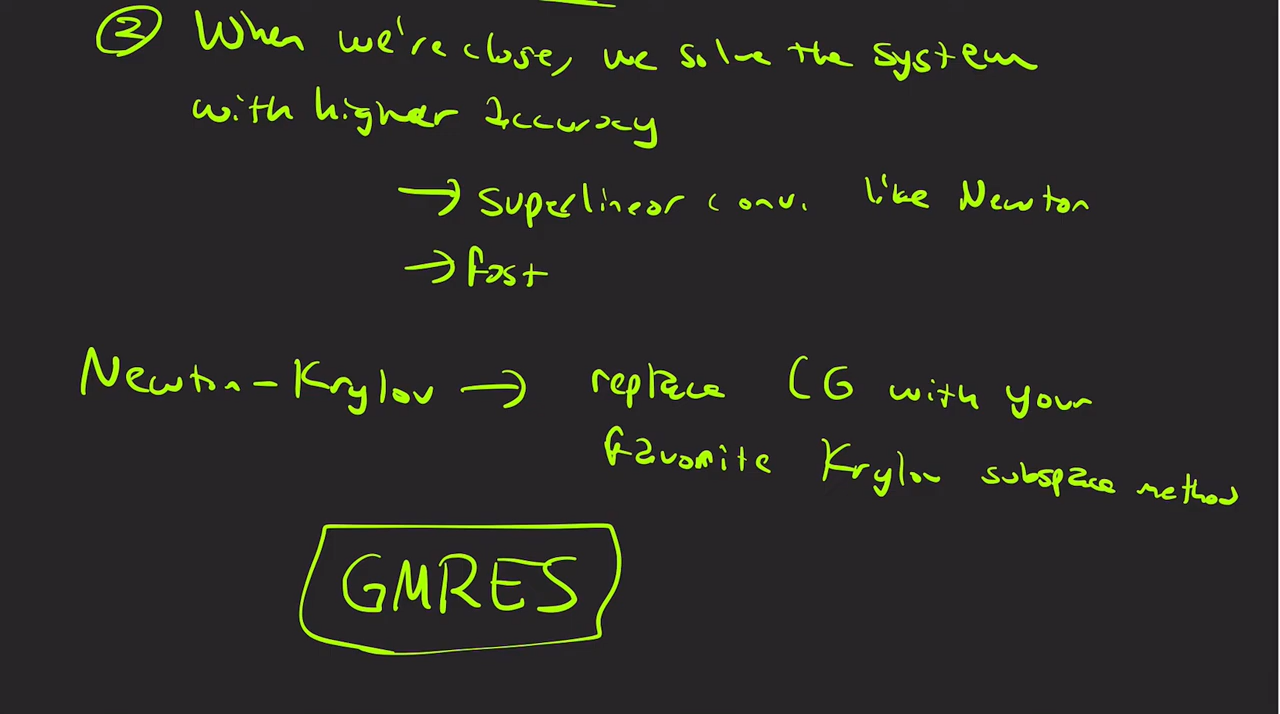 ② When we're close, we solve the system
with higher accuracy
→ superlinear conv. like Newton
→ fast
Newton-Krylov → replace CG with your
favorite Krylov subspace method
GMRES